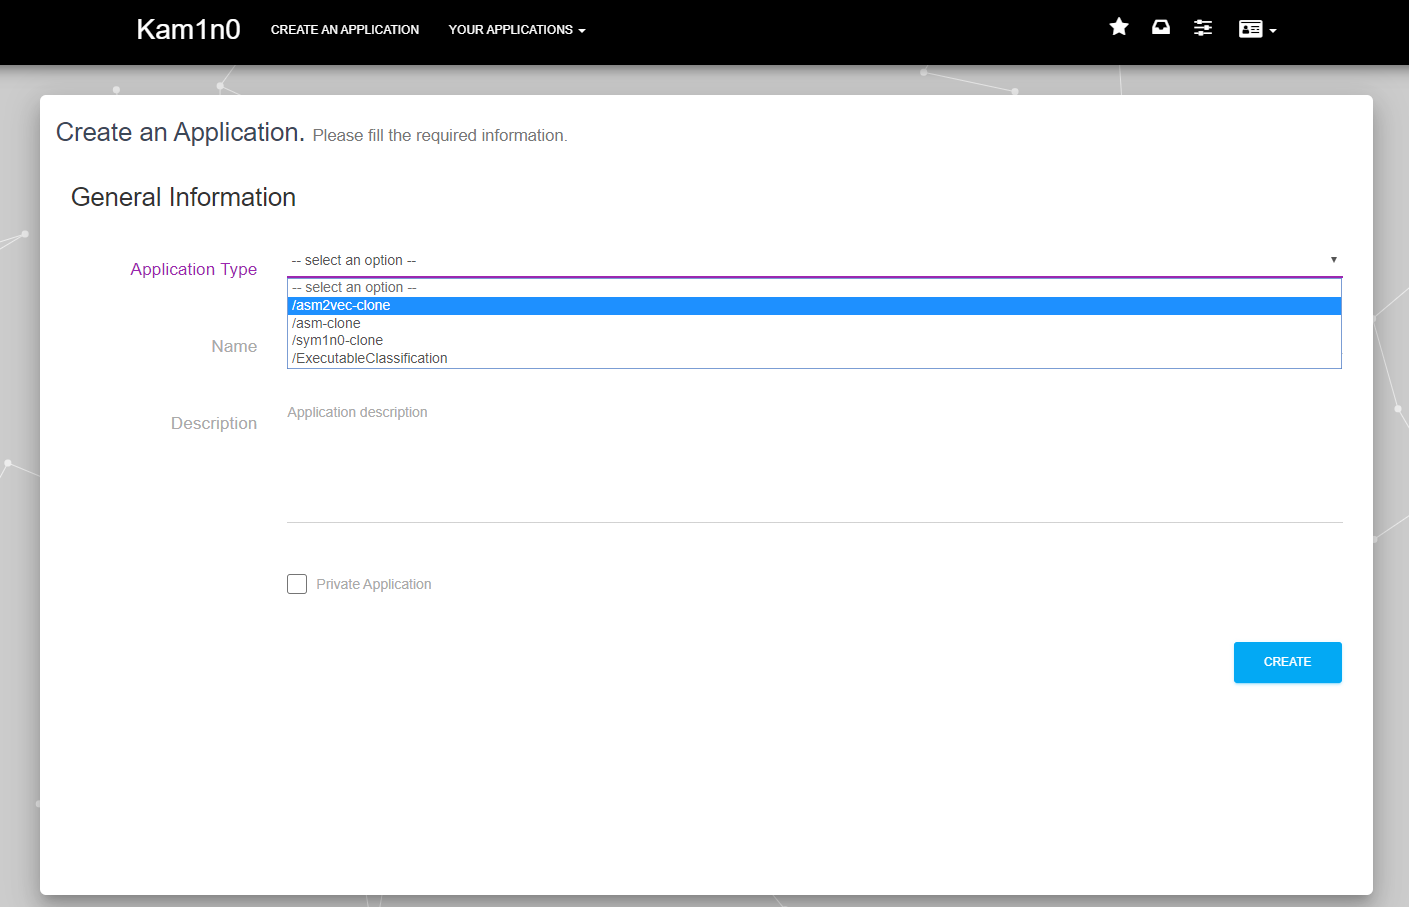 Kam1n0 CREATE AN APPLICATION YOUR APPLICATIONS
Create an Application. Please fill the required information.
General Information
Application Type
-- select an option --
-- select an option --
/asm2vec-clone
/asm-clone
/sym1n0-clone
/ExecutableClassification
Name
Description
Application description
Private Application
CREATE